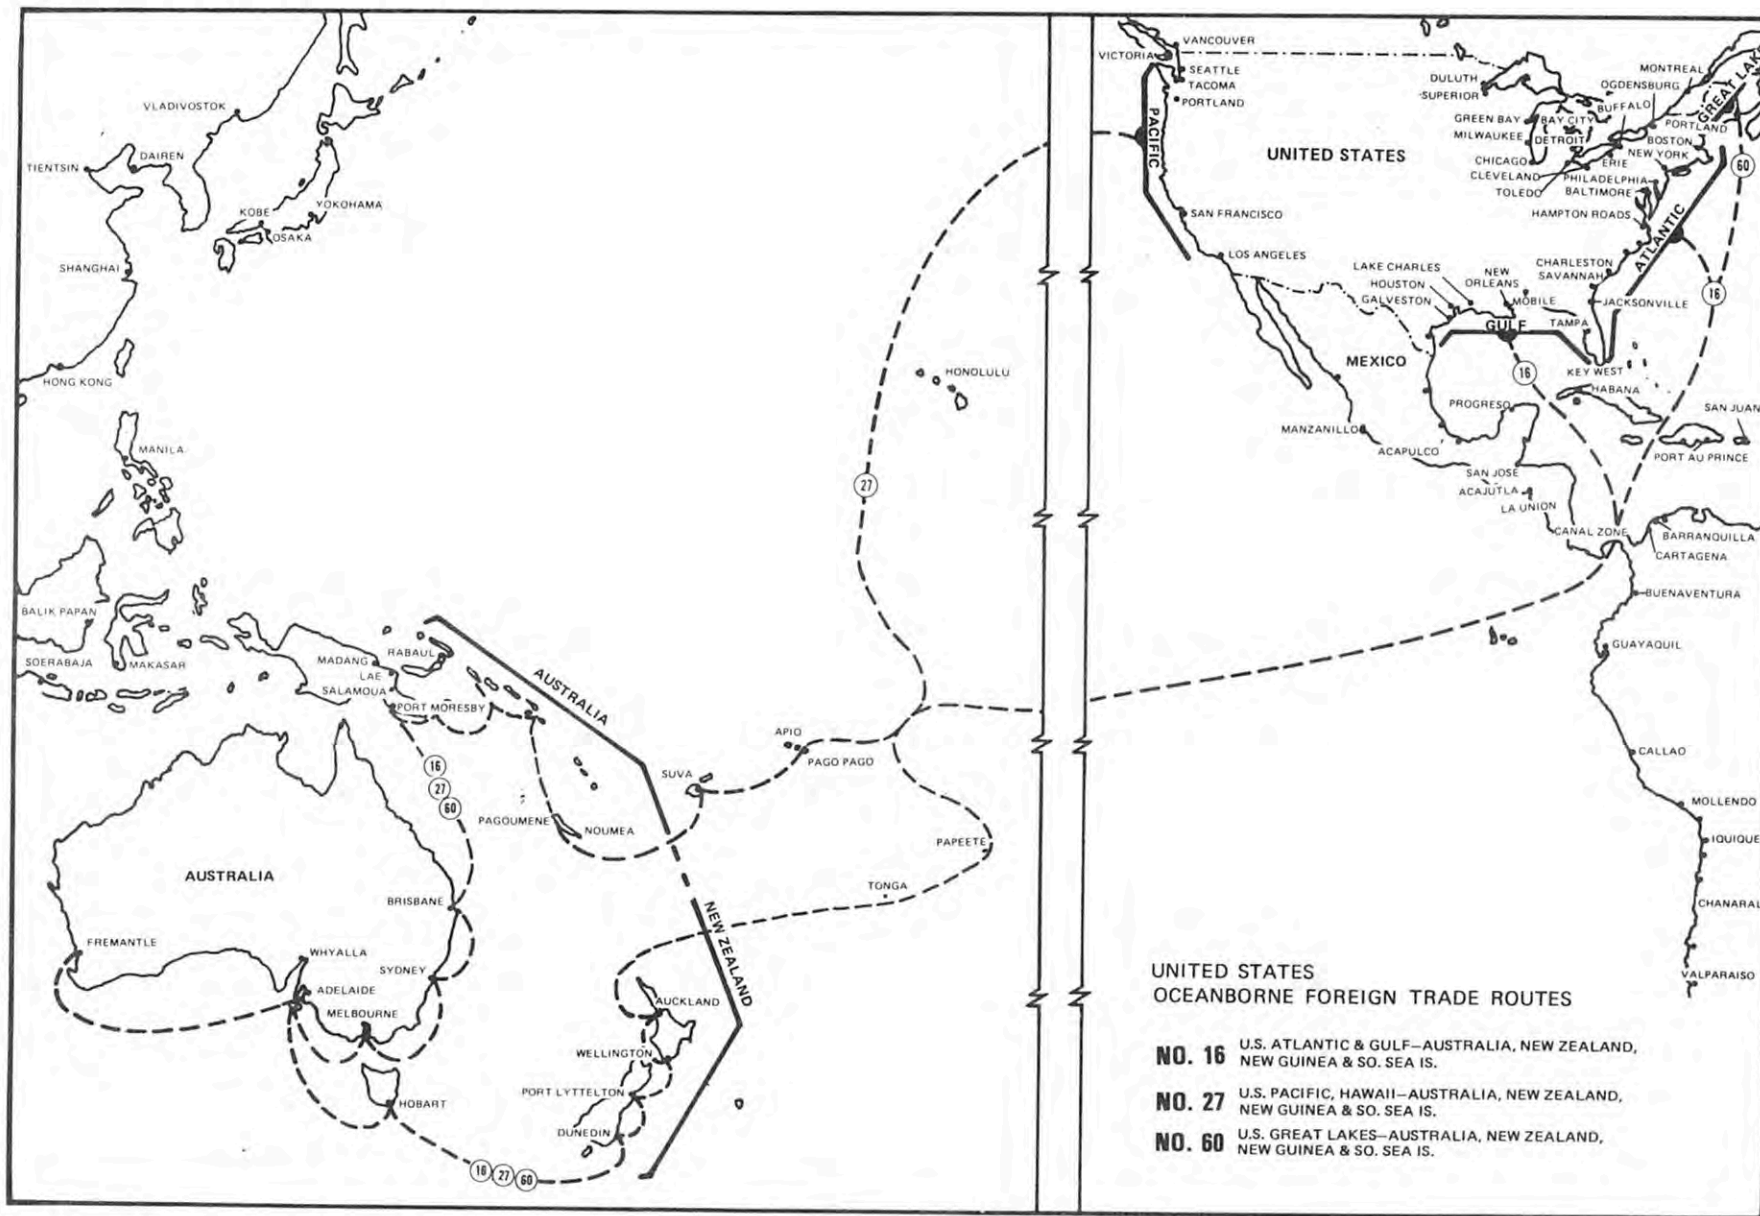 VLADIVOSTOK
TIENTSIN
DAIREN
KOBE
YOKOHAMA
OSAKA
SHANGHAI
HONG KONG
MANILA
BALIK PAPAN
SOERABAJA
MAKASAR
MADANG
LAE
SALAMOUA
RABAUL
PORT MORESBY
AUSTRALIA
HONOLULU
27
APIO
PAGO PAGO
SUVA
16
27
60
PAGOUMENE
NOUMEA
PAPEETE
TONGA
AUSTRALIA
BRISBANE
FREMANTLE
WHYALLA
SYDNEY
ADELAIDE
MELBOURNE
HOBART
NEW ZEALAND
AUCKLAND
WELLINGTON
PORT LYTTELTON
DUNEDIN
16 27 60
VANCOUVER
VICTORIA
SEATTLE
TACOMA
PORTLAND
PACIFIC
UNITED STATES
SAN FRANCISCO
LOS ANGELES
DULUTH
SUPERIOR
GREEN BAY
MILWAUKEE
CHICAGO
CLEVELAND
TOLEDO
BAY CITY
DETROIT
ERIE
BUFFALO
OGDENSBURG
MONTREAL
GREAT LAKE
PORTLAND
BOSTON
NEW YORK
PHILADELPHIA
BALTIMORE
HAMPTON ROADS
60
ATLANTIC
16
CHARLESTON
SAVANNAH
JACKSONVILLE
LAKE CHARLES
HOUSTON
GALVESTON
NEW
ORLEANS
MOBILE
GULF
TAMPA
16
KEY WEST
HABANA
MEXICO
PROGRESO
MANZANILLO
ACAPULCO
SAN JOSE
ACAJUTLA
LA UNION
SAN JUAN
PORT AU PRINCE
CANAL ZONE
BARRANQUILLA
CARTAGENA
BUENAVENTURA
GUAYAQUIL
CALLAO
MOLLENDO
IQUIQUE
CHANARAL
VALPARAISO
UNITED STATES
OCEANBORNE FOREIGN TRADE ROUTES
NO. 16 U.S. ATLANTIC & GULF–AUSTRALIA, NEW ZEALAND,
NEW GUINEA & SO. SEA IS.
NO. 27 U.S. PACIFIC, HAWAII–AUSTRALIA, NEW ZEALAND,
NEW GUINEA & SO. SEA IS.
NO. 60 U.S. GREAT LAKES–AUSTRALIA, NEW ZEALAND,
NEW GUINEA & SO. SEA IS.